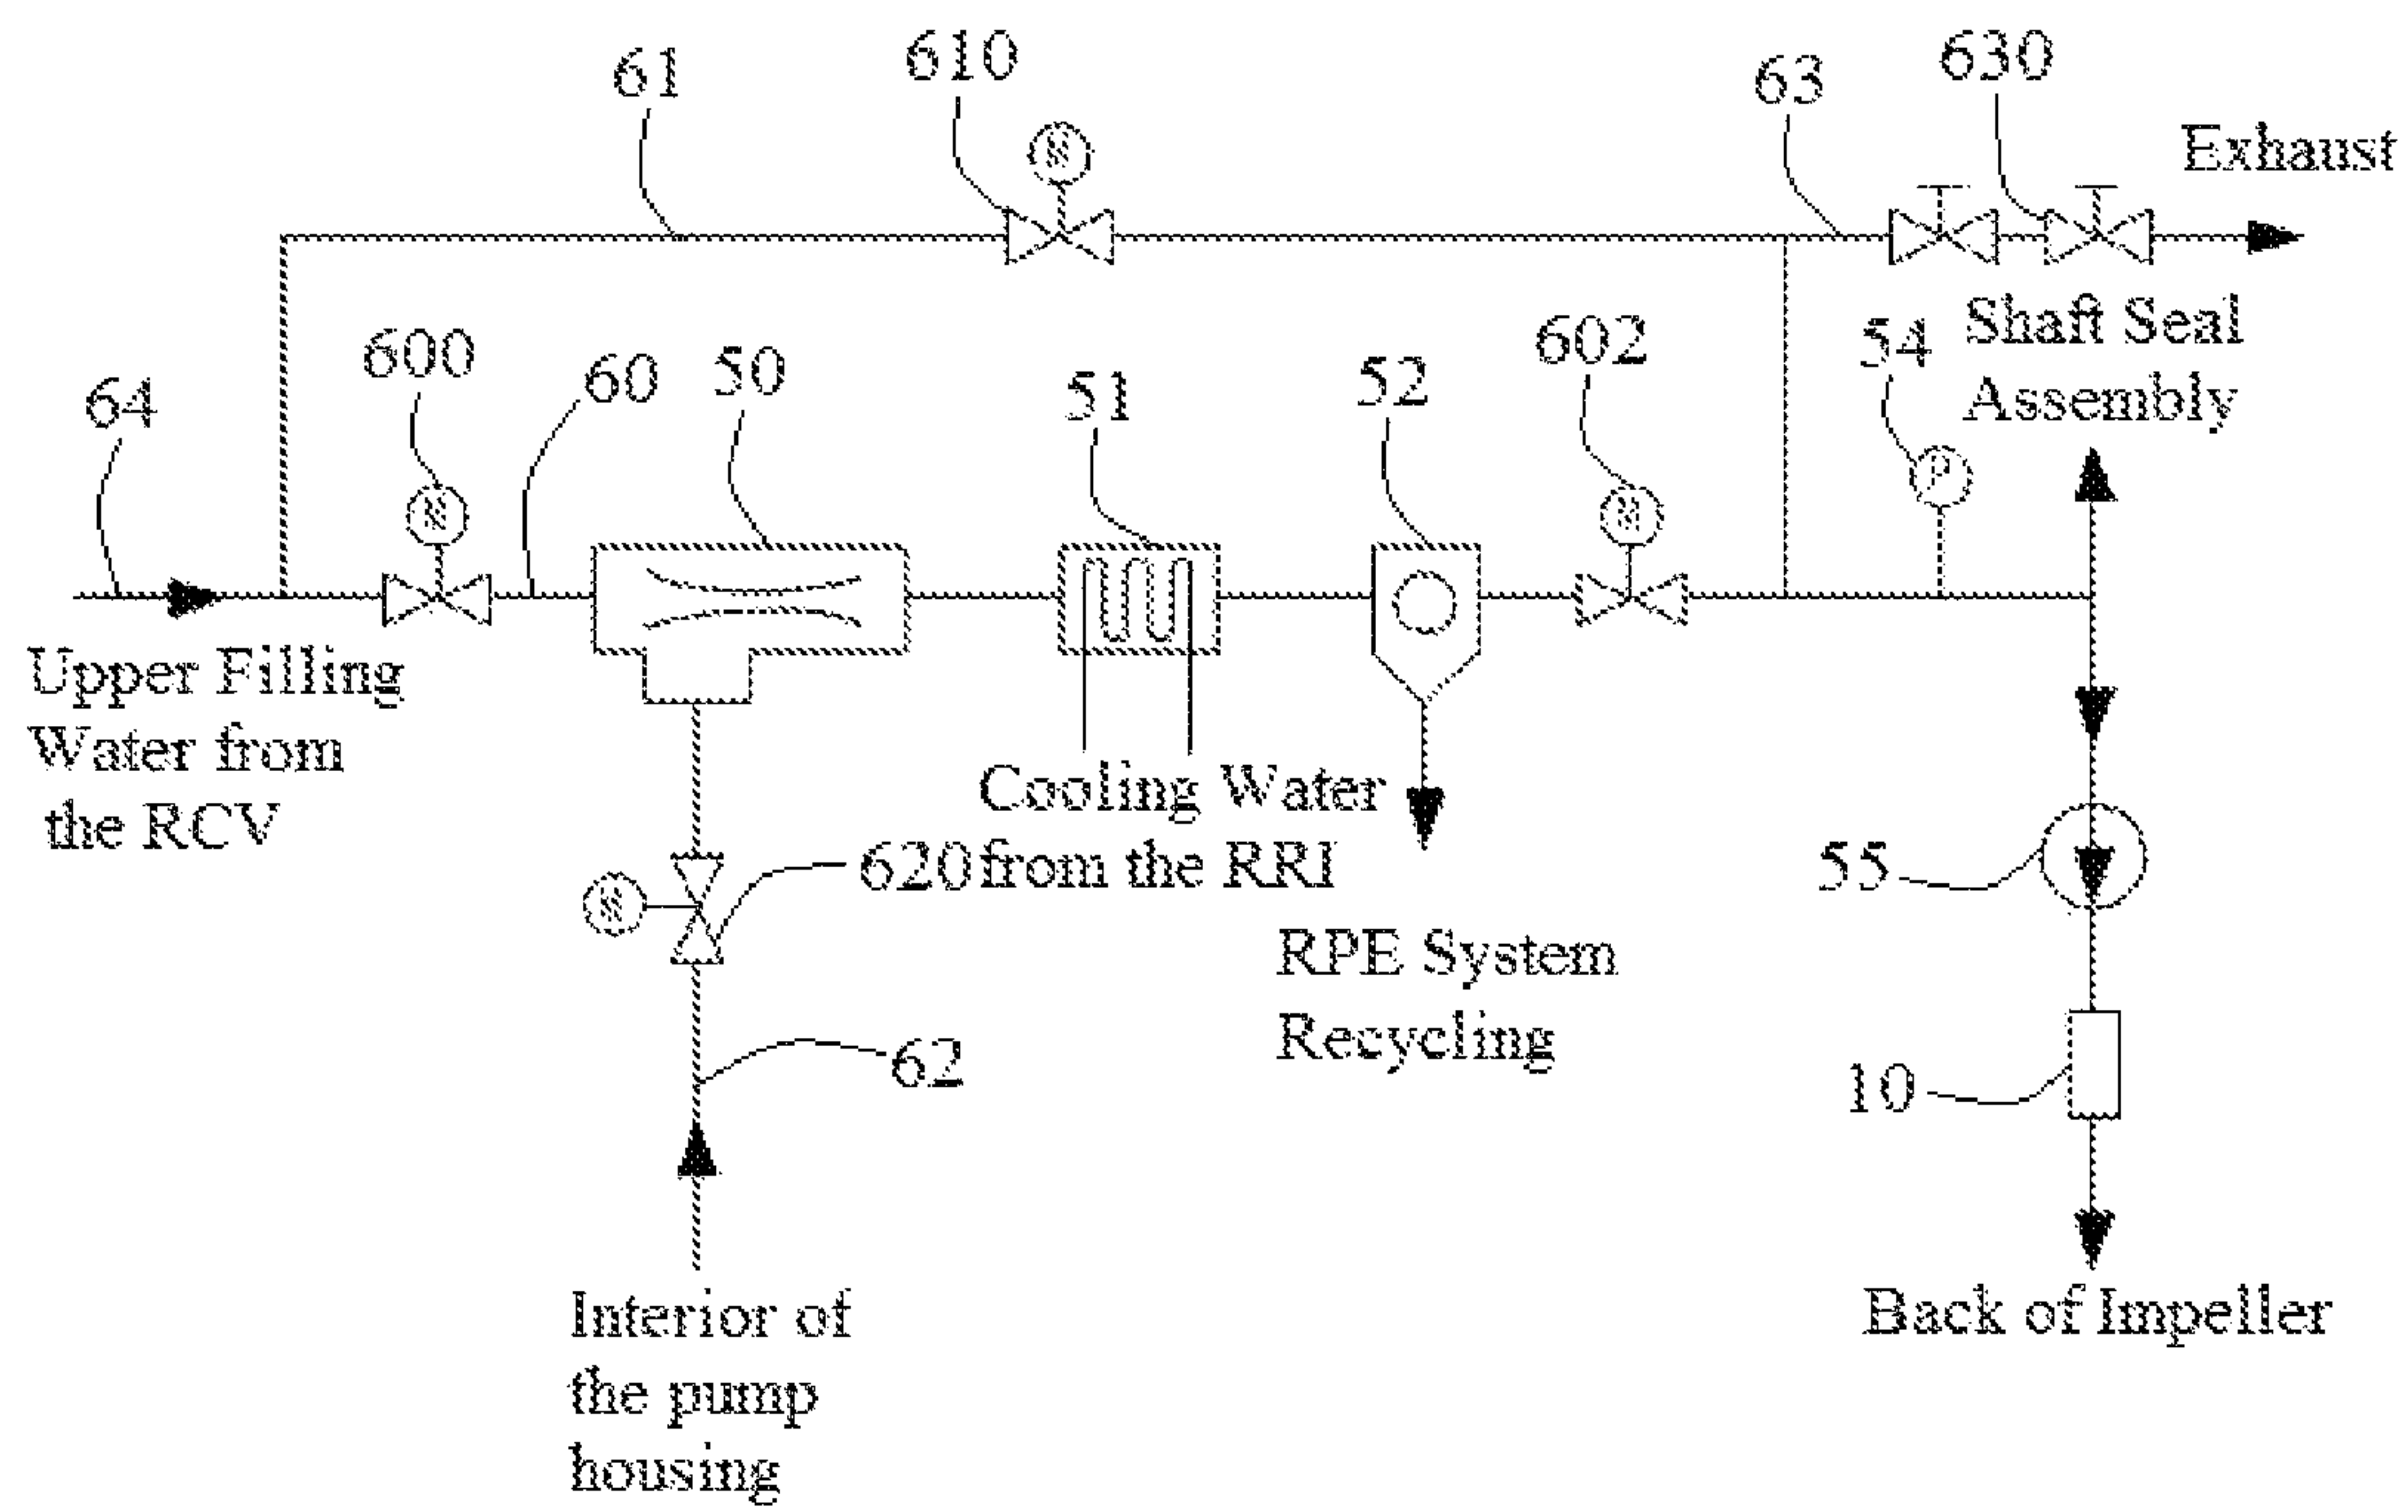 61
610
63
630
Exhaust
64
600
60
50
51
52
602
54
Shaft Seal
Assembly
P
Upper Filling
Water from
the RCV
Cooling Water
from the RRI
620
55
RPE System
Recycling
62
10
Interior of
the pump
housing
Back of Impeller